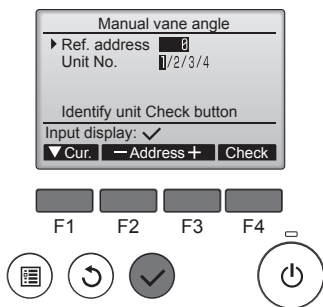 Manual vane angle
Ref. address 0
Unit No. 1/2/3/4
Identify unit Check button
Input display: ✓
▼Cur. −Address+ Check
F1 F2 F3 F4